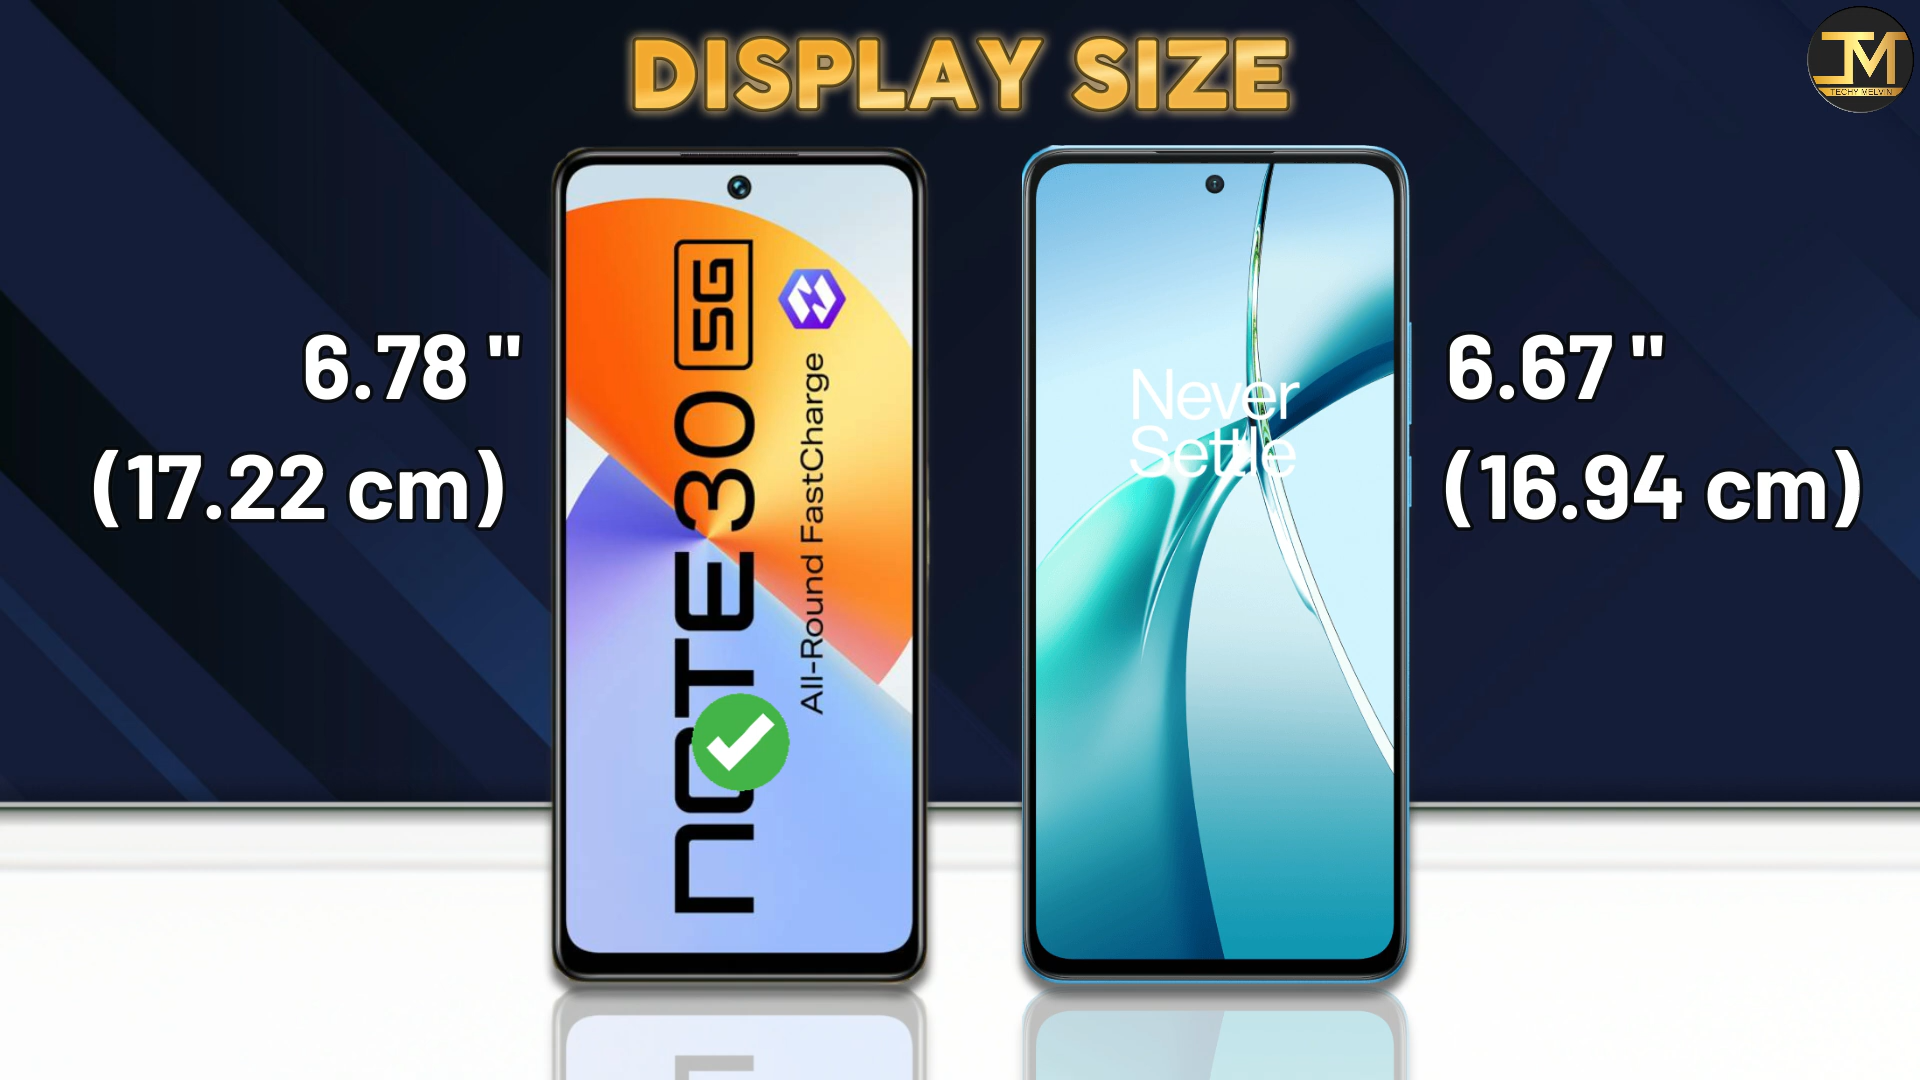 DISPLAY SIZE
JM
TECHY MELVIN
6.78 "
(17.22 cm)
NOTE 30 5G
All-Round FastCharge
Never
Settle
6.67 "
(16.94 cm)